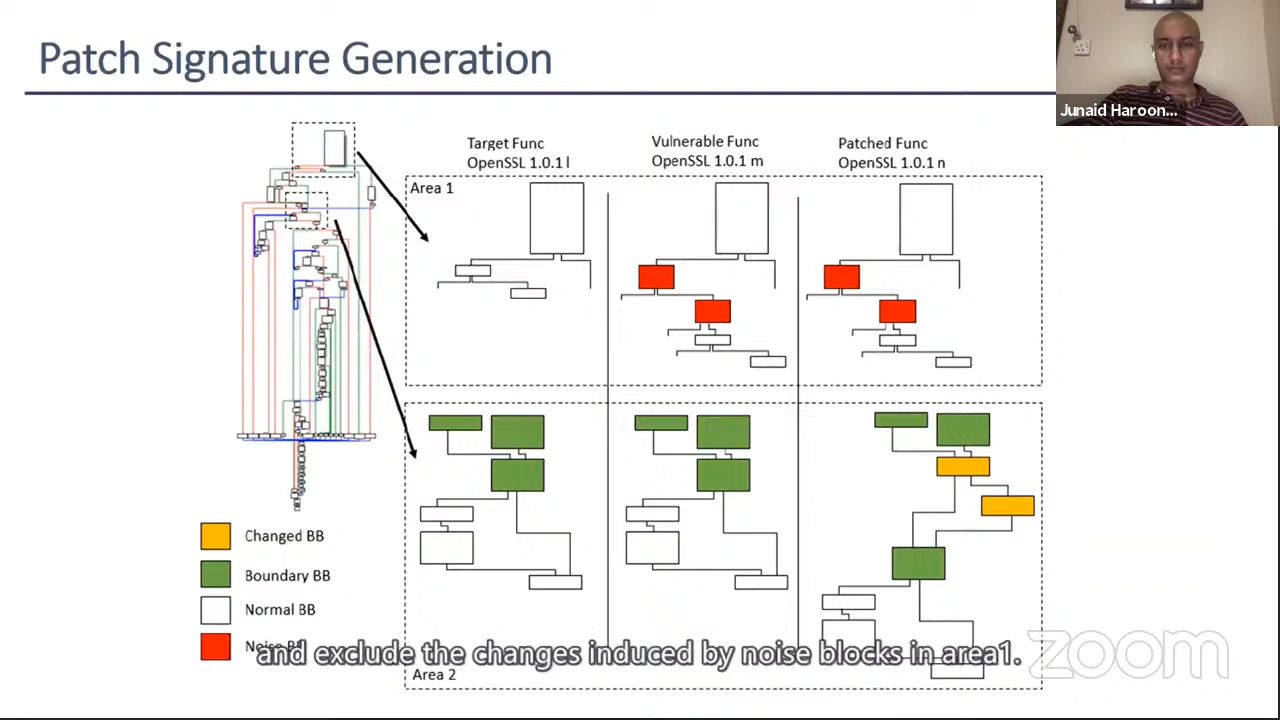 Patch Signature Generation
Junaid Haroon...
Target Func
OpenSSL 1.0.1 l
Vulnerable Func
OpenSSL 1.0.1 m
Patched Func
OpenSSL 1.0.1 n
Area 1
Changed BB
Boundary BB
Normal BB
and exclude the changes induced by noise blocks in area1.
Area 2
zoom